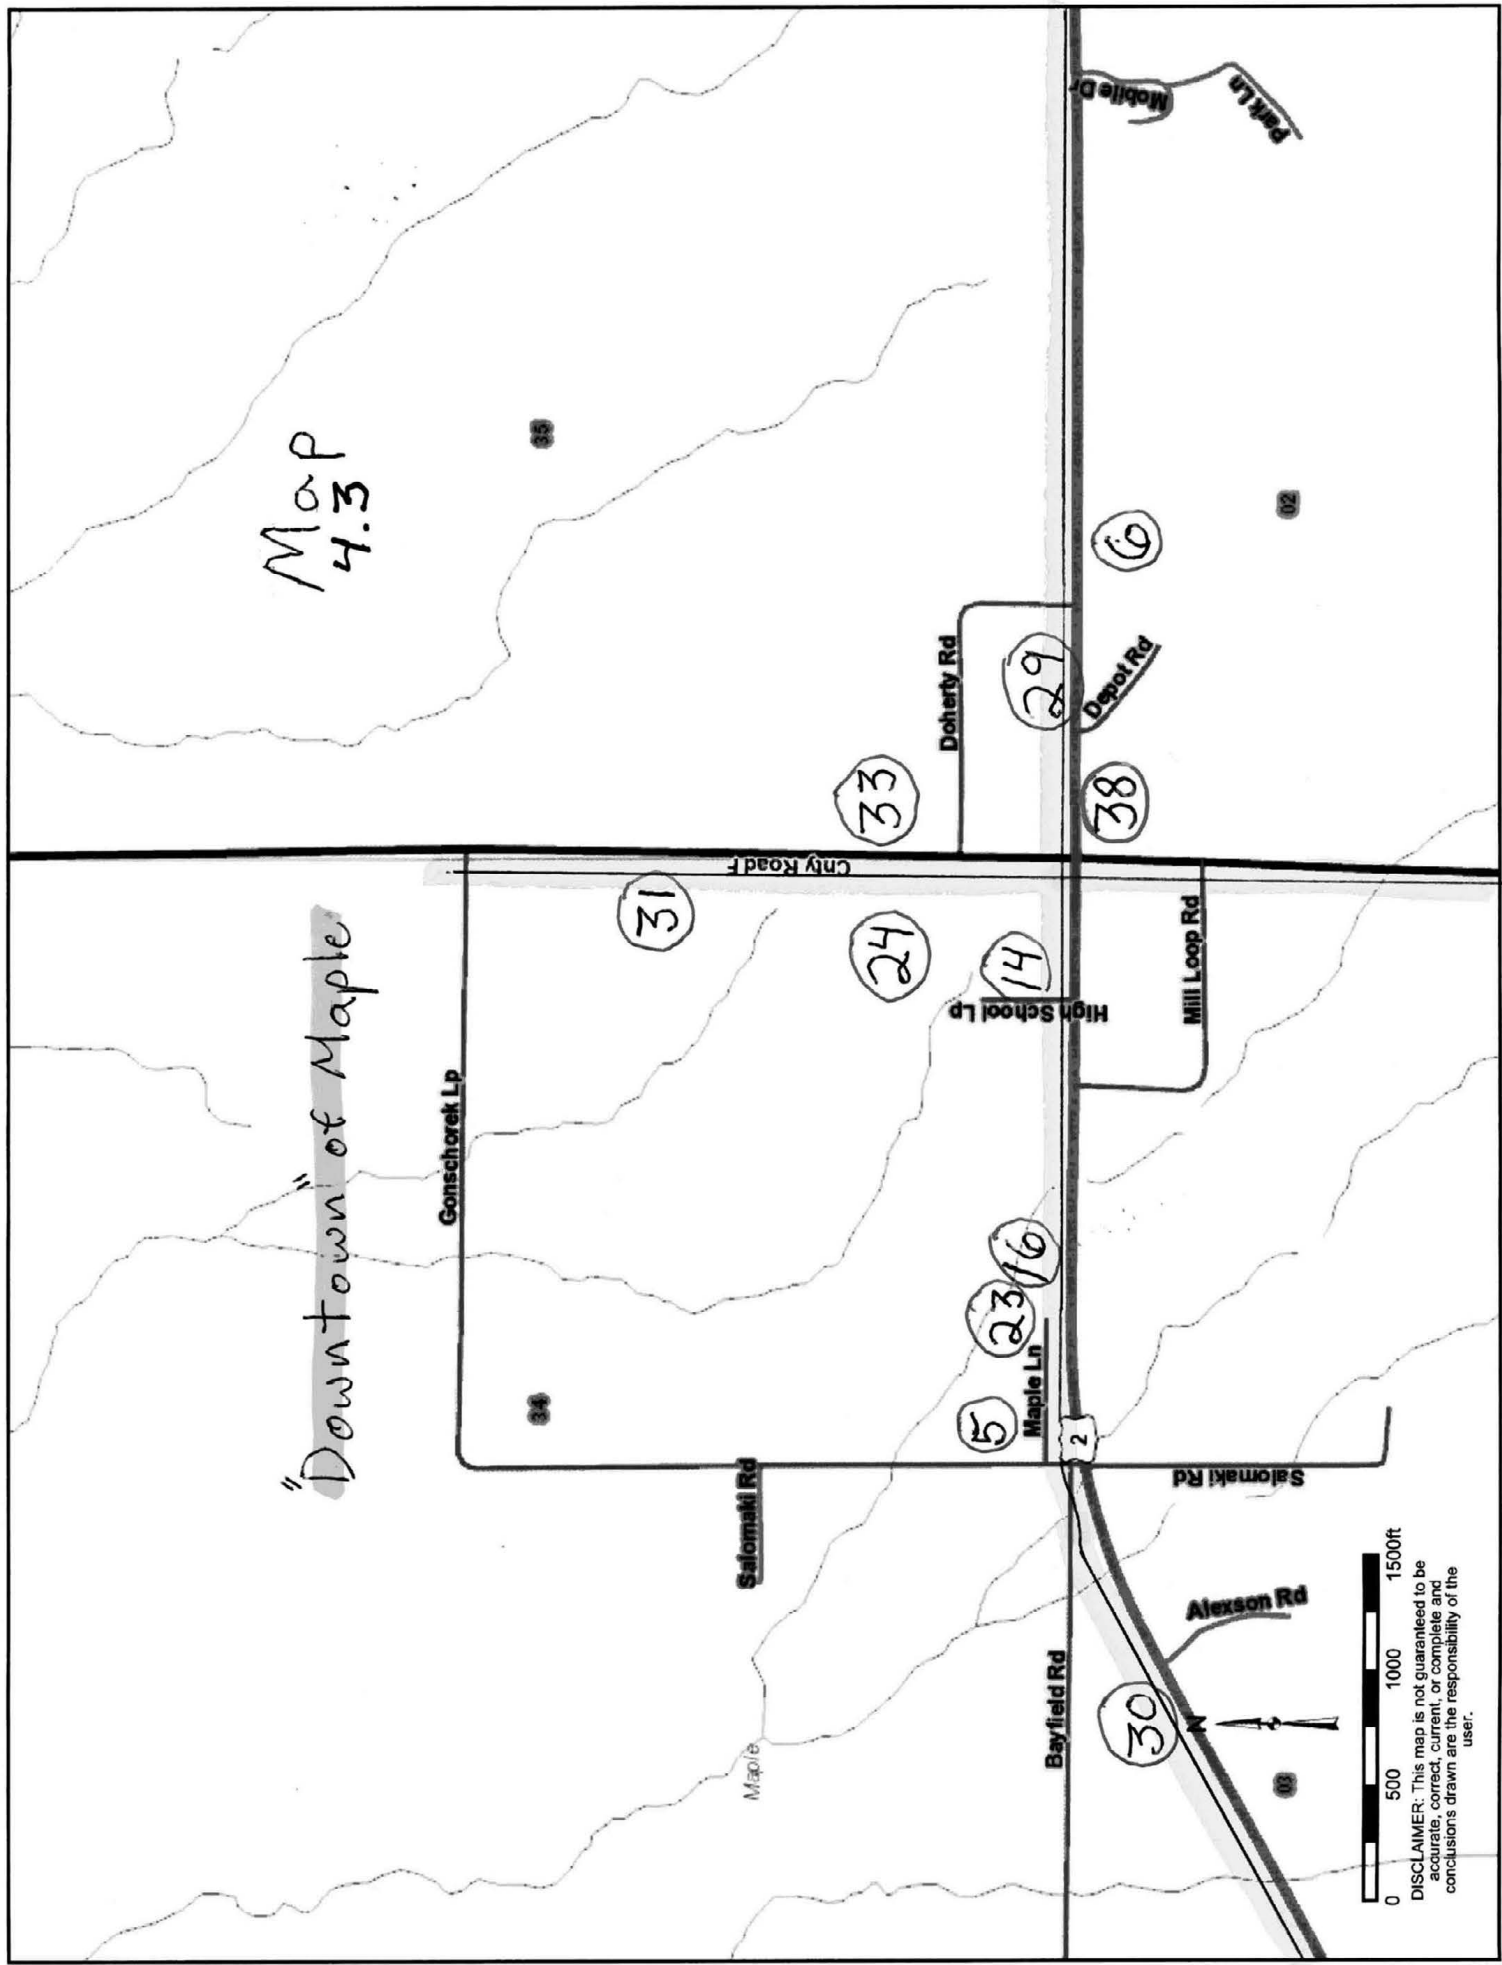 "Downtown" of Maple
Map
4.3
35
34
Gonschorek Lp
31
Salomaki Rd
Maple
Cnty Road F
33
24
Doherty Rd
High School Lp
14
5
23
16
29
Maple Ln
Bayfield Rd
2
38
6
Depot Rd
Mobile Dr
Park Ln
30
Mill Loop Rd
Salomaki Rd
Alexson Rd
N
03
02
0 500 1000 1500ft
DISCLAIMER: This map is not guaranteed to be
accurate, correct, current, or complete and
conclusions drawn are the responsibility of the
user.